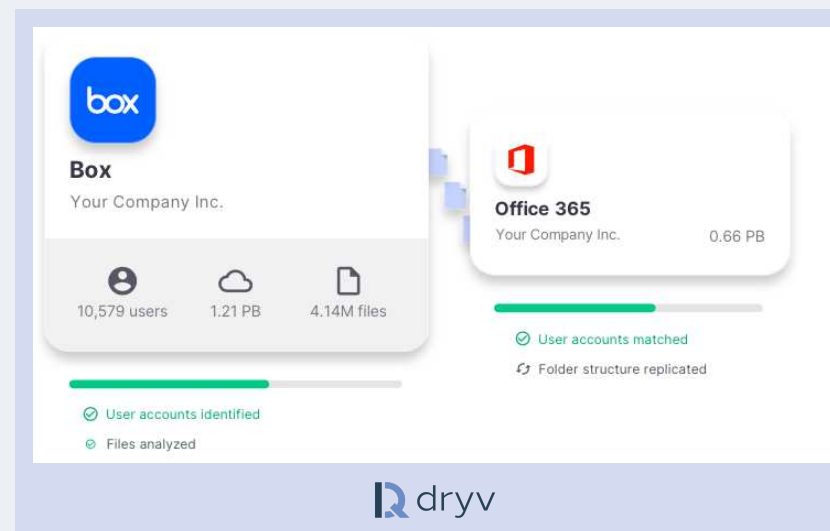 box
Box
Your Company Inc.
10,579 users
1.21 PB
4.14M files
User accounts identified
Files analyzed
Office 365
Your Company Inc.
0.66 PB
User accounts matched
Folder structure replicated
dryv